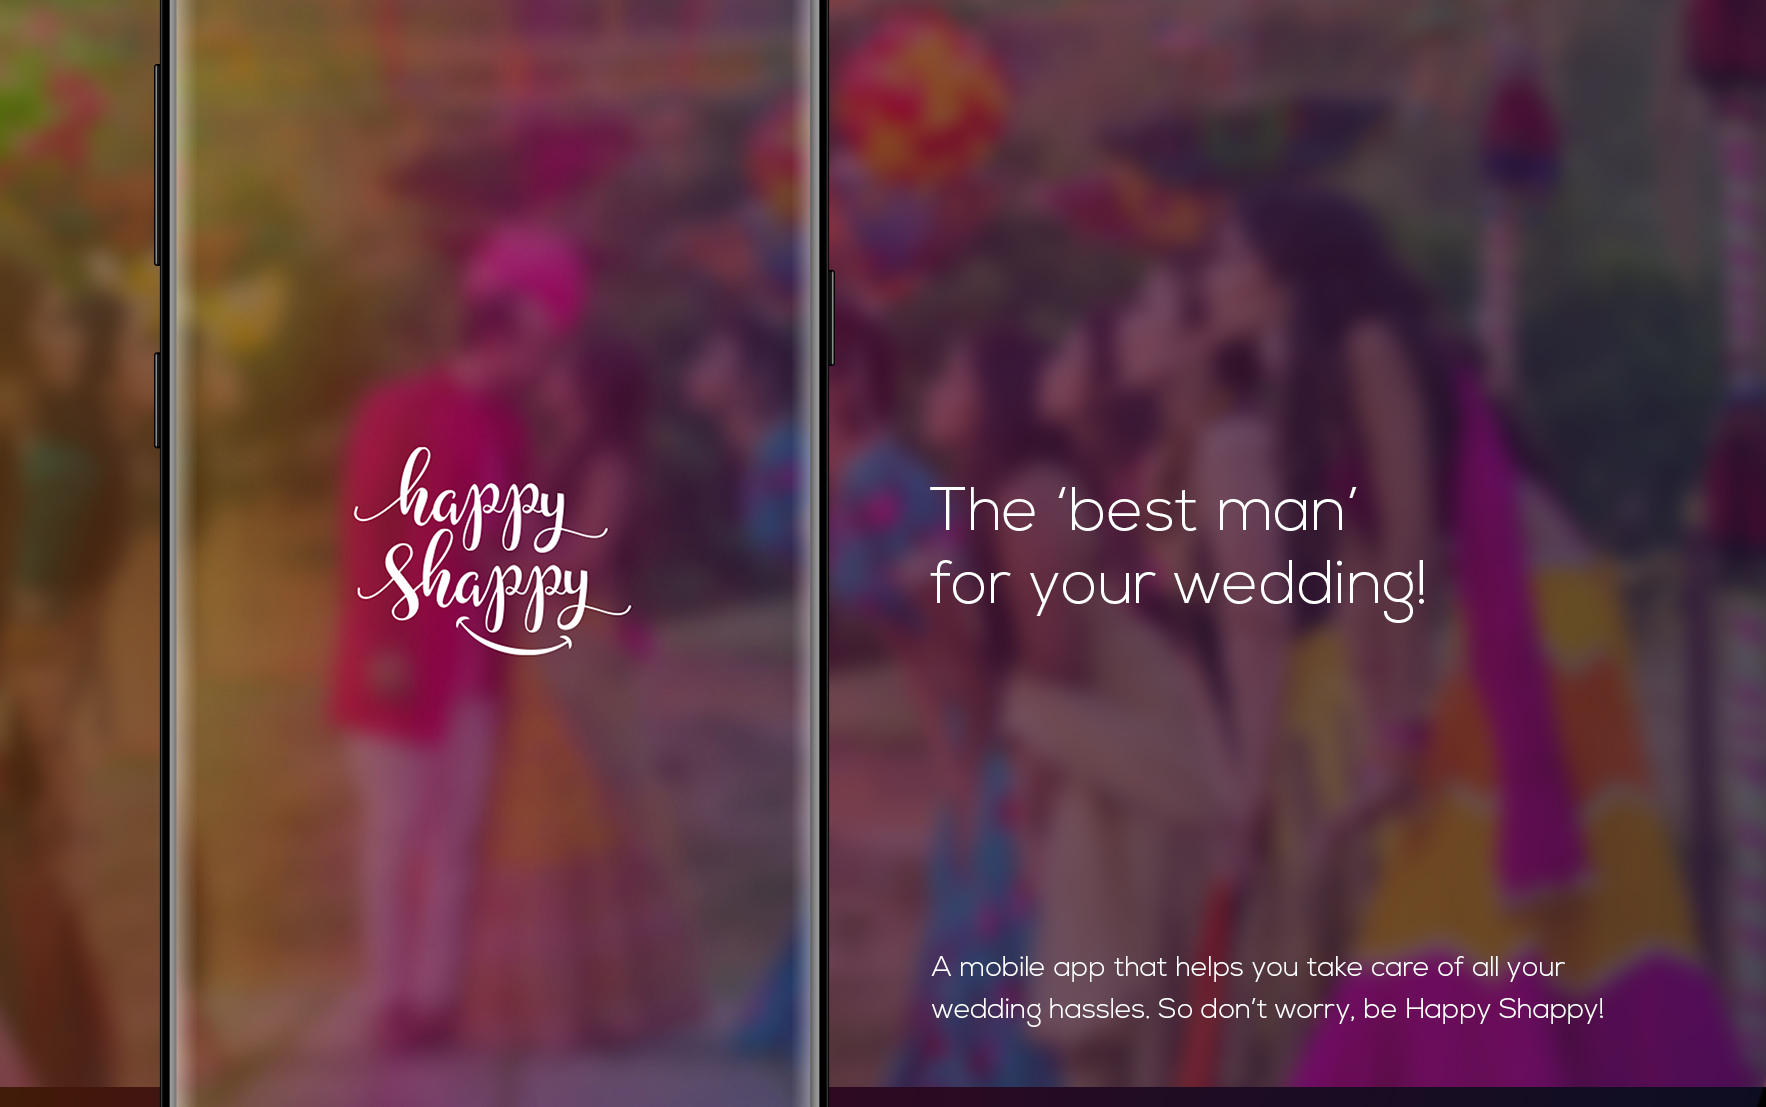 happy
Shappy
The ‘best man’
for your wedding!
A mobile app that helps you take care of all your
wedding hassles. So don’t worry, be Happy Shappy!